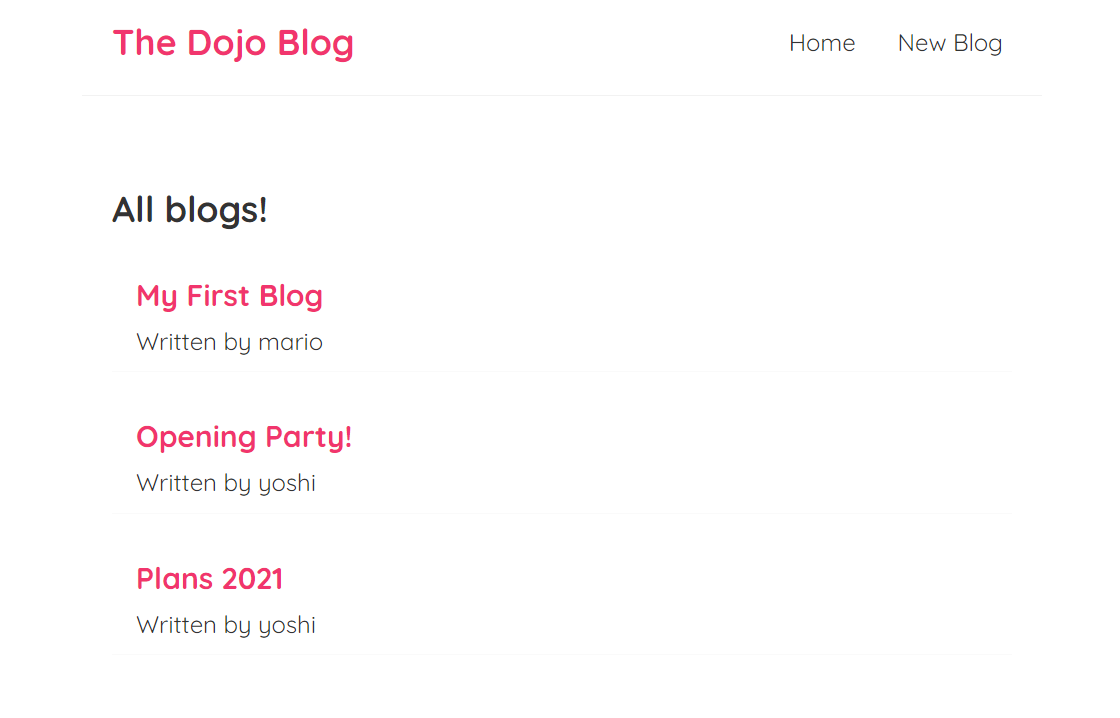 The Dojo Blog
Home New Blog
All blogs!
My First Blog
Written by mario
Opening Party!
Written by yoshi
Plans 2021
Written by yoshi